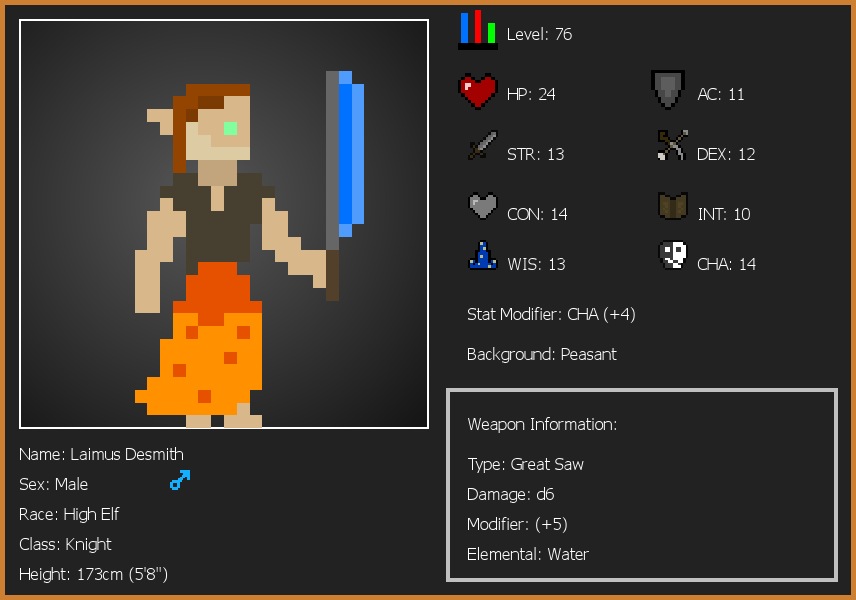 Level: 76
HP: 24
AC: 11
STR: 13
DEX: 12
CON: 14
INT: 10
WIS: 13
CHA: 14
Stat Modifier: CHA (+4)
Background: Peasant
Weapon Information:
Type: Great Saw
Damage: d6
Modifier: (+5)
Elemental: Water
Name: Laimus Desmith
Sex: Male
Race: High Elf
Class: Knight
Height: 173cm (5'8")